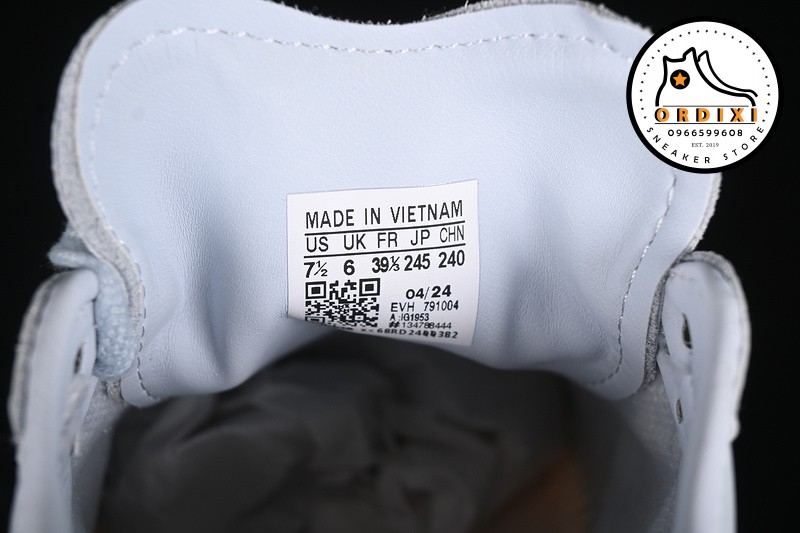 ORDIXI
0966599608
EST. 2019
SNEAKER STORE
MADE IN VIETNAM
US UK FR JP CHN
7½ 6 39⅓ 245 240
04/24
EVH 791004
A:IG1953
##134788444